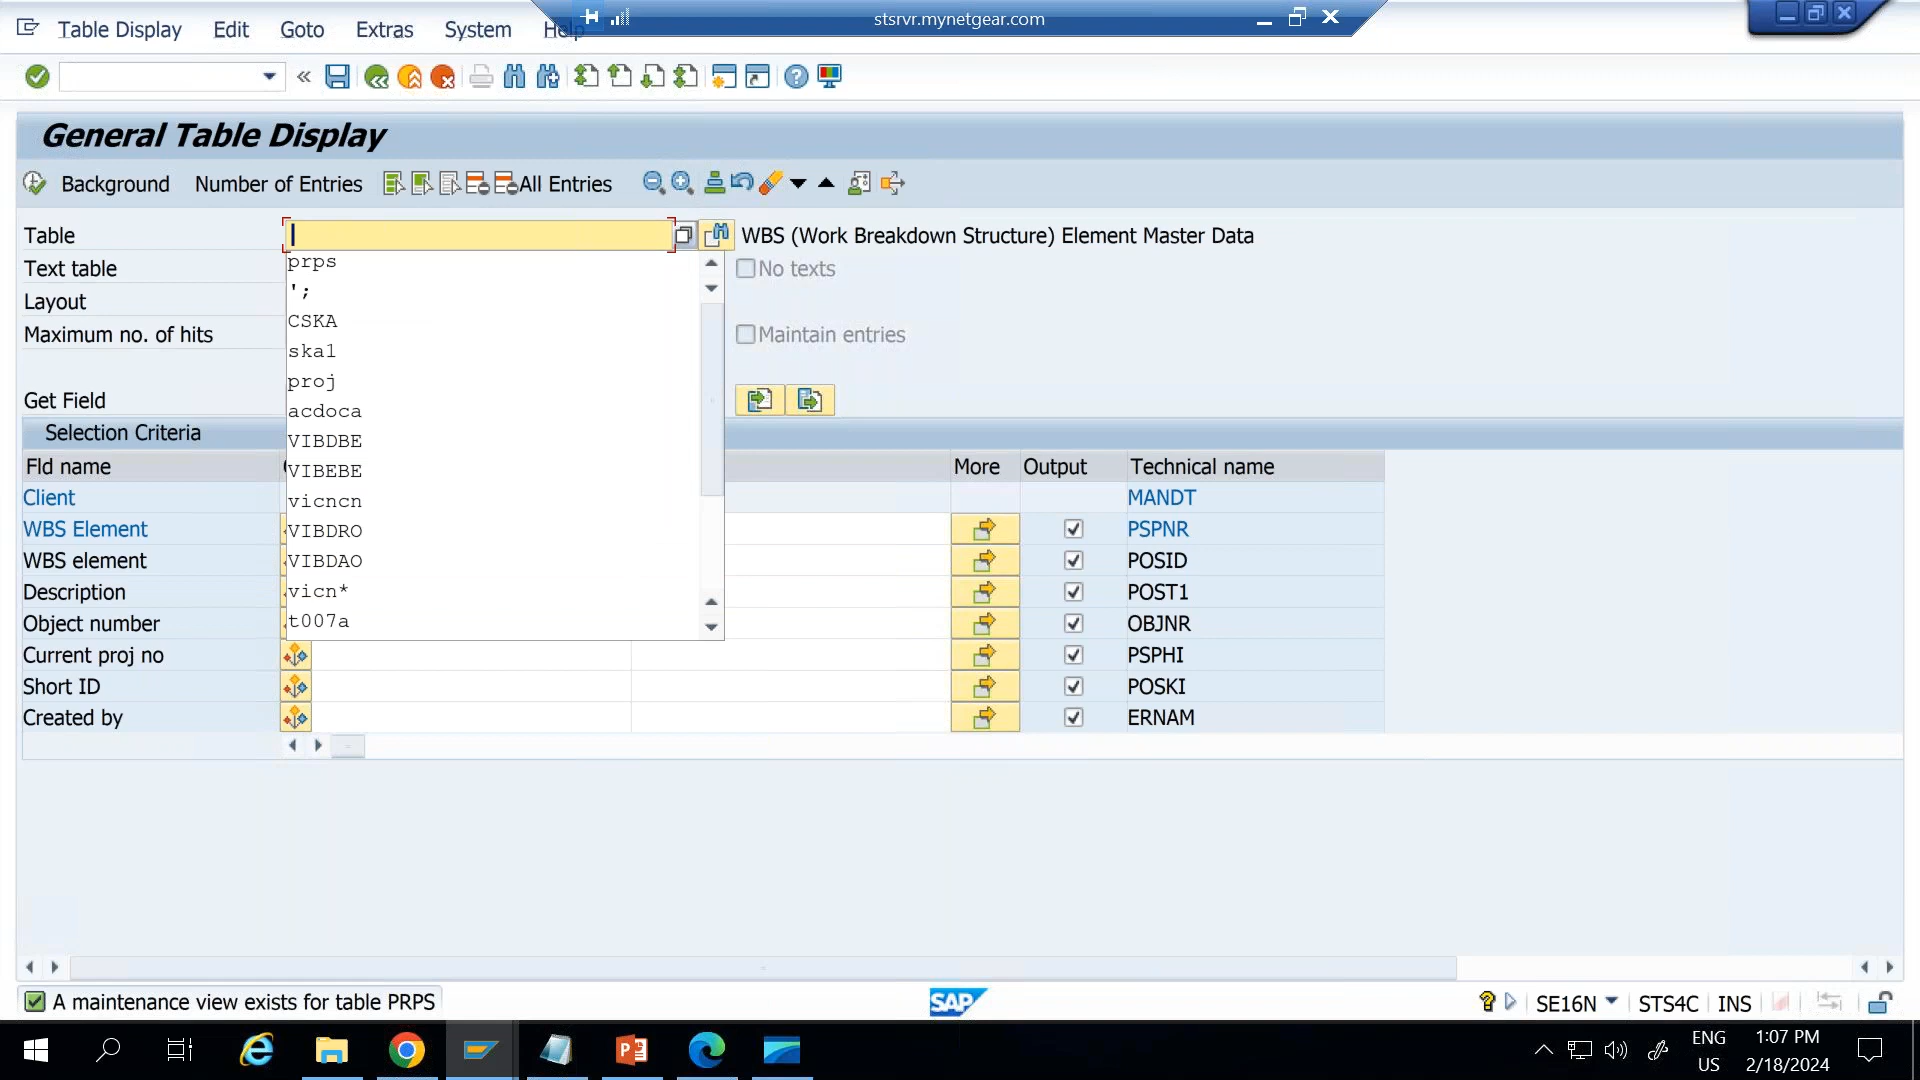 stsrvr.mynetgear.com
Table Display Edit Goto Extras System Help
General Table Display
Background Number of Entries All Entries
Table WBS (Work Breakdown Structure) Element Master Data
Text table No texts
Layout
Maximum no. of hits Maintain entries
Get Field
prps
';
CSKA
ska1
proj
acdoca
VIBDBE
VIBEBE
vicncn
VIBDRO
VIBDAO
vicn*
t007a
Selection Criteria
Fld name More Output Technical name
Client MANDT
WBS Element PSPNR
WBS element POSID
Description POST1
Object number OBJNR
Current proj no PSPHI
Short ID POSKI
Created by ERNAM
A maintenance view exists for table PRPS SAP SE16N STS4C INS
ENG 1:07 PM
US 2/18/2024